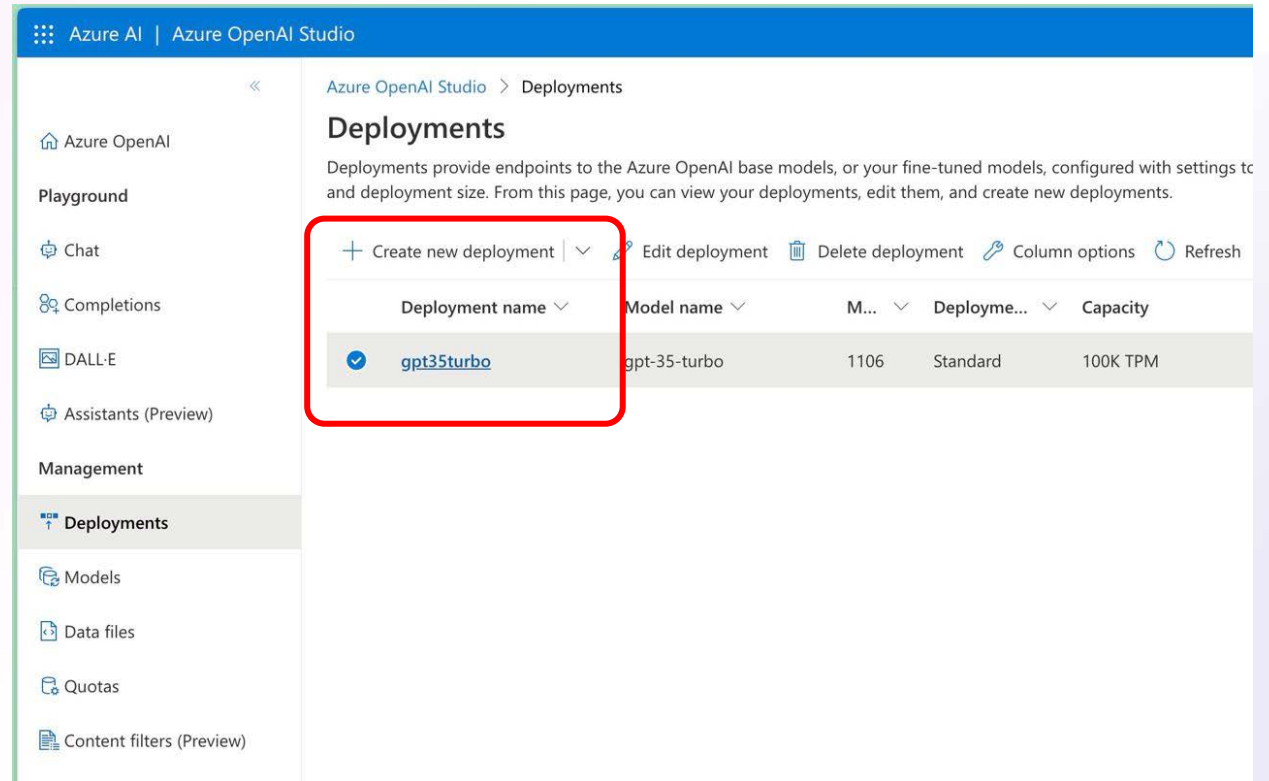 Azure AI | Azure OpenAI Studio
Azure OpenAI
Playground
Chat
Completions
DALL·E
Assistants (Preview)
Management
Deployments
Models
Data files
Quotas
Content filters (Preview)
Azure OpenAI Studio > Deployments
Deployments
Deployments provide endpoints to the Azure OpenAI base models, or your fine-tuned models, configured with settings to
and deployment size. From this page, you can view your deployments, edit them, and create new deployments.
Create new deployment | Edit deployment Delete deployment Column options Refresh
Deployment name Model name M... Deployme... Capacity
gpt35turbo gpt-35-turbo 1106 Standard 100K TPM